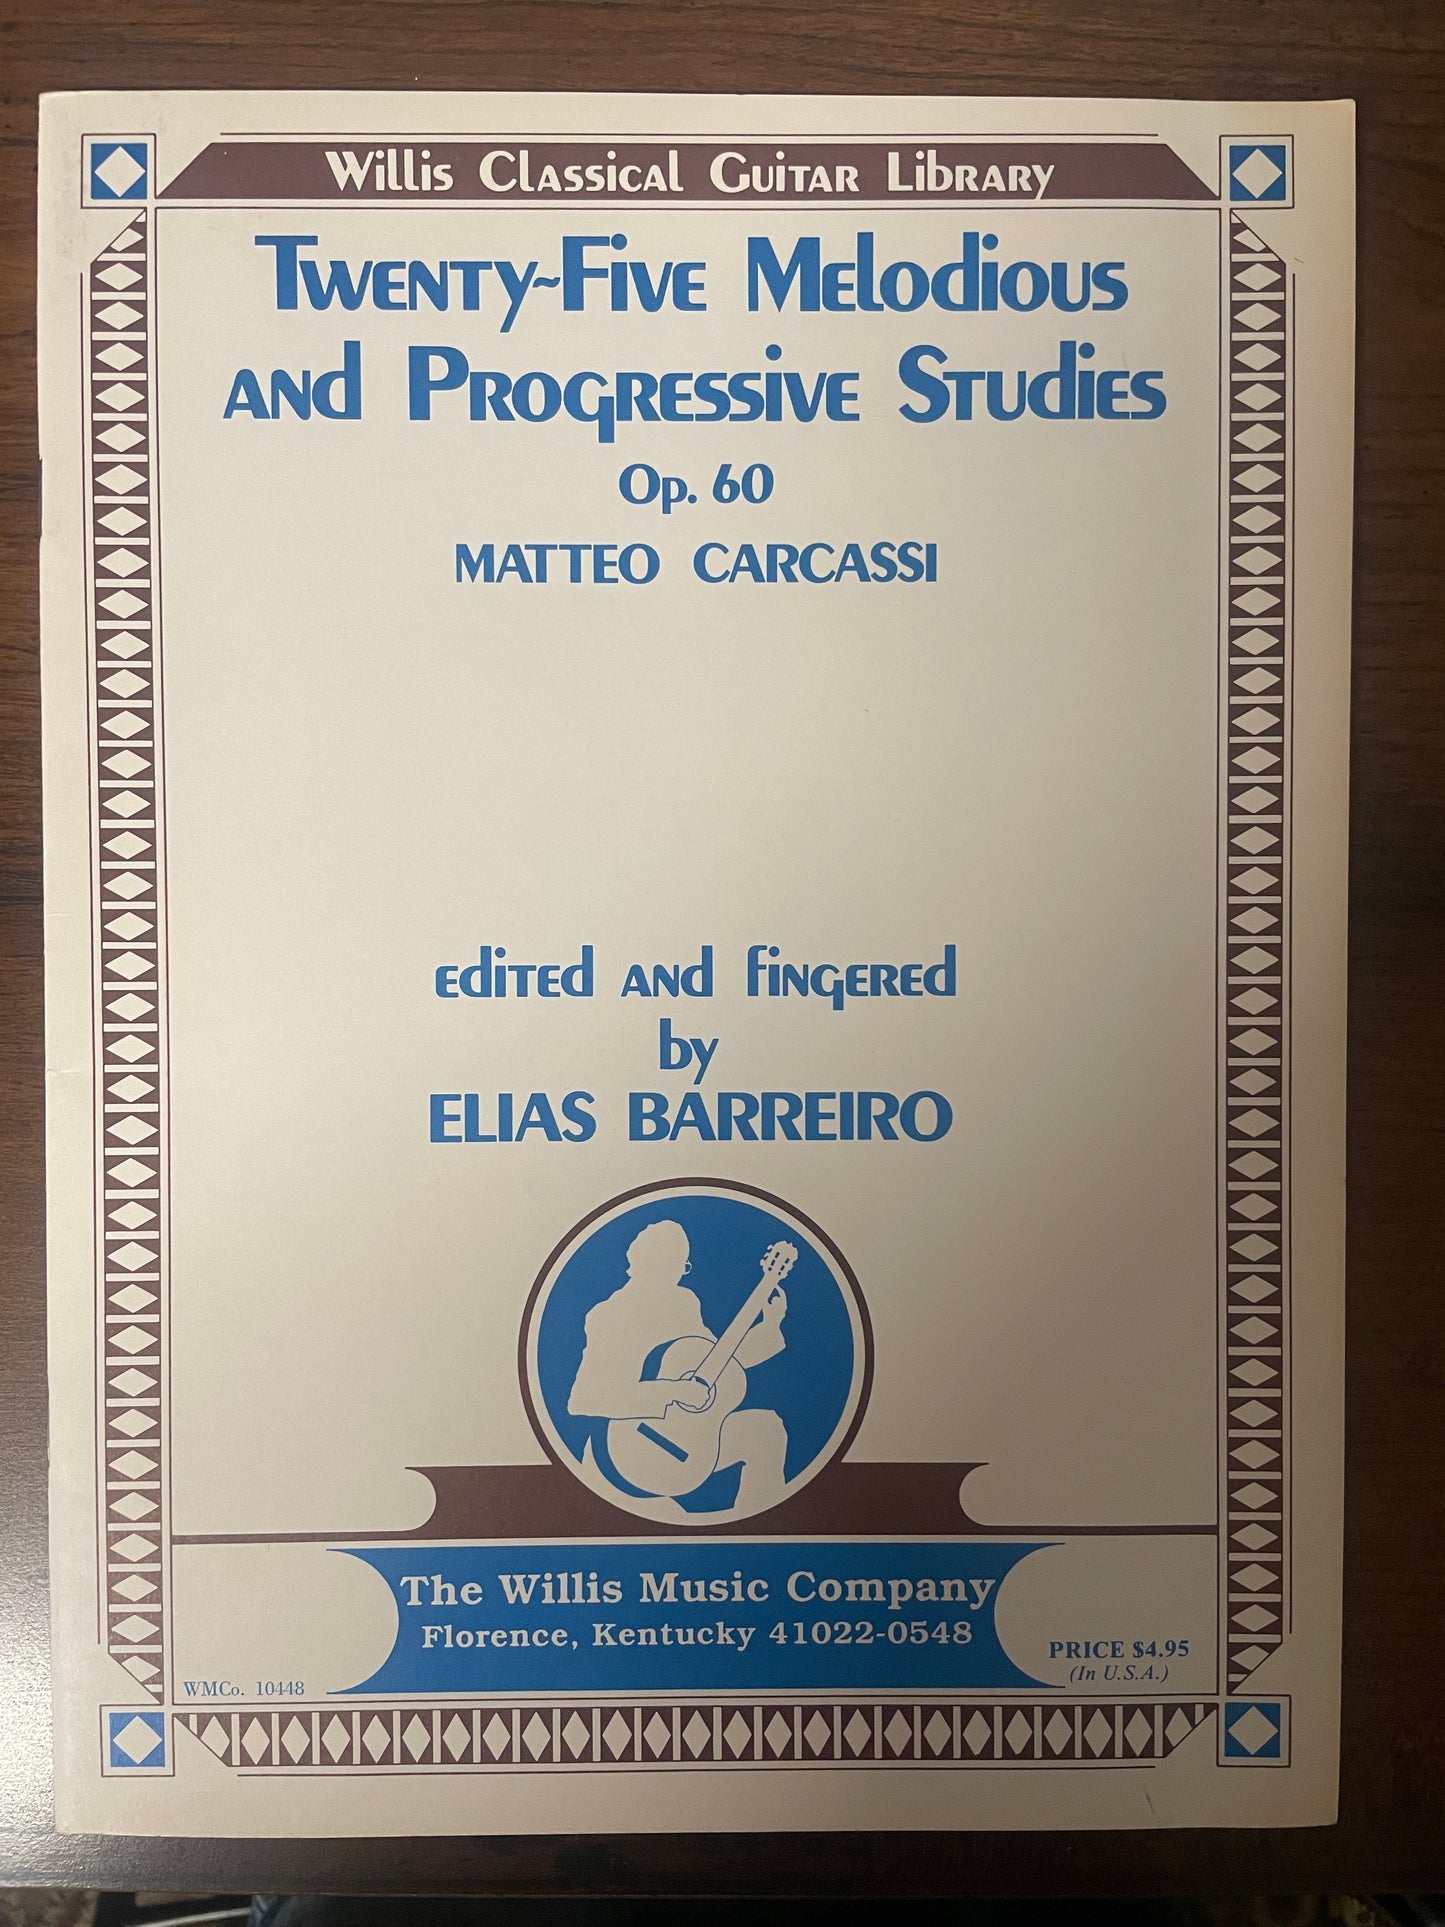 Willis Classical Guitar Library
Twenty-Five Melodious
and Progressive Studies
Op. 60
MATTEO CARCASSI
edited and fingered
by
ELIAS BARREIRO
The Willis Music Company
Florence, Kentucky 41022-0548
PRICE $4.95
(In U.S.A.)
WMCo. 10448